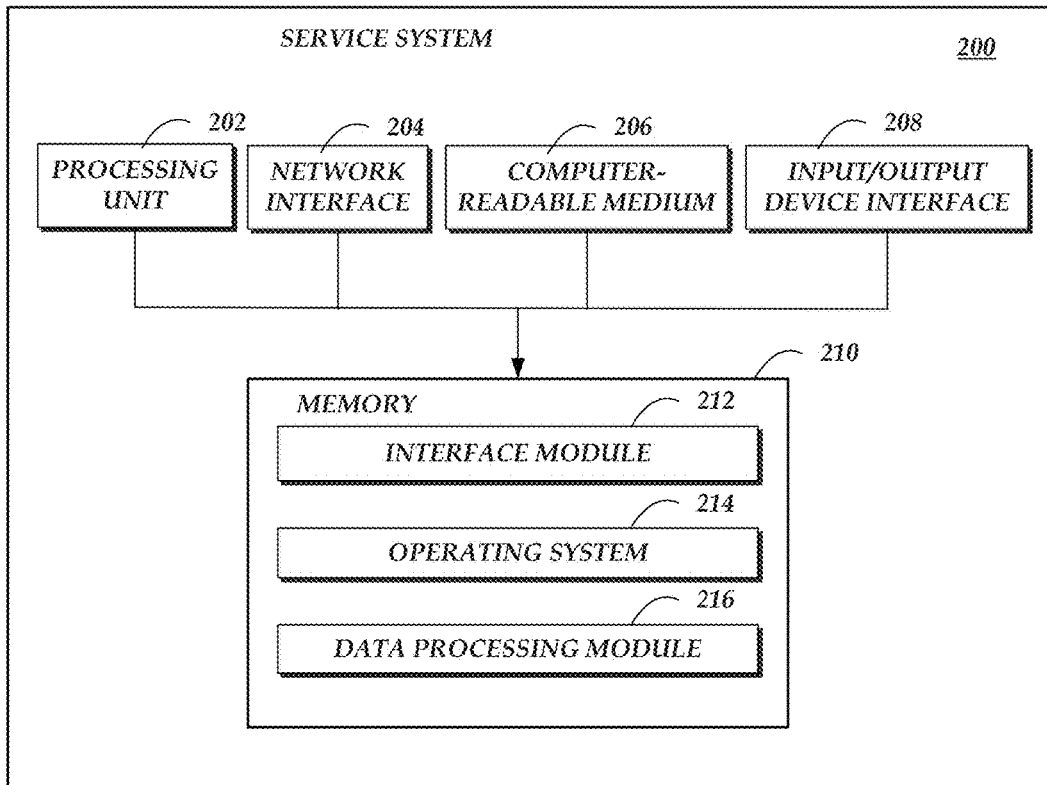 SERVICE SYSTEM
200
202
204
206
208
PROCESSING
UNIT
NETWORK
INTERFACE
COMPUTER-
READABLE MEDIUM
INPUT/OUTPUT
DEVICE INTERFACE
210
MEMORY
212
INTERFACE MODULE
214
OPERATING SYSTEM
216
DATA PROCESSING MODULE